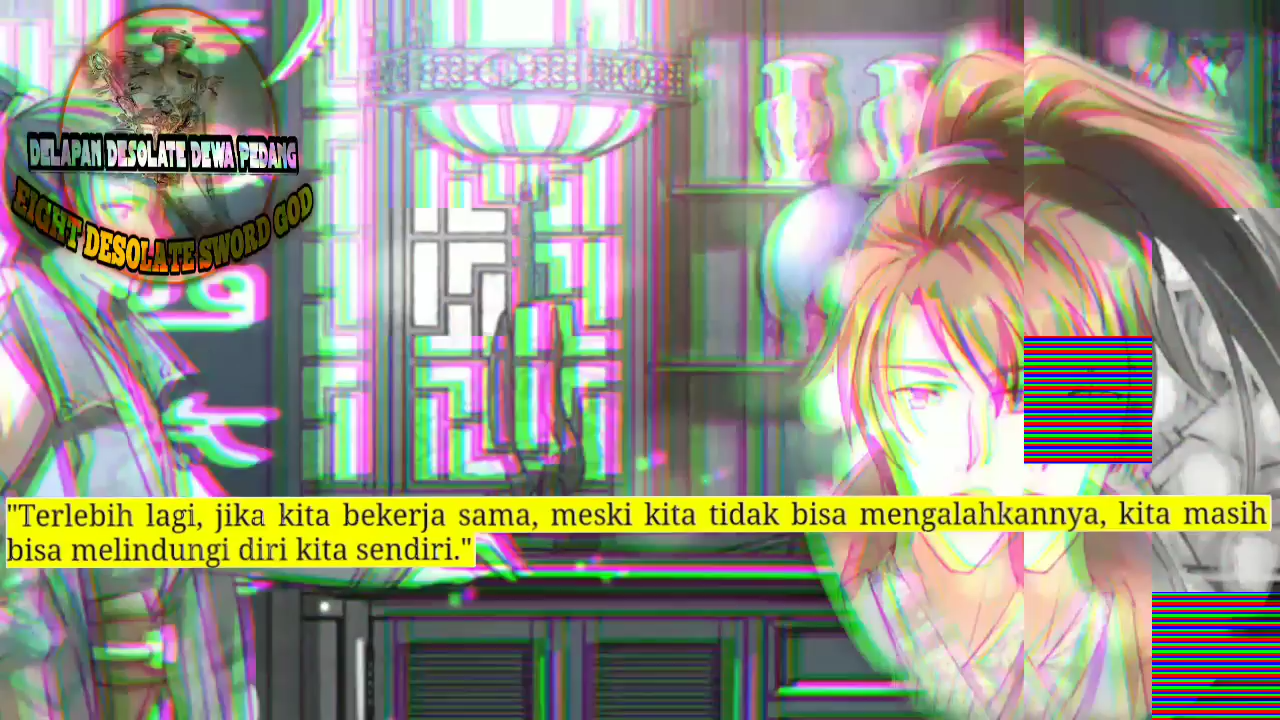 DELAPAN DESOLATE DEWA PEDANG
EIGHT DESOLATE SWORD GOD
"Terlebih lagi, jika kita bekerja sama, meski kita tidak bisa mengalahkannya, kita masih
bisa melindungi diri kita sendiri."